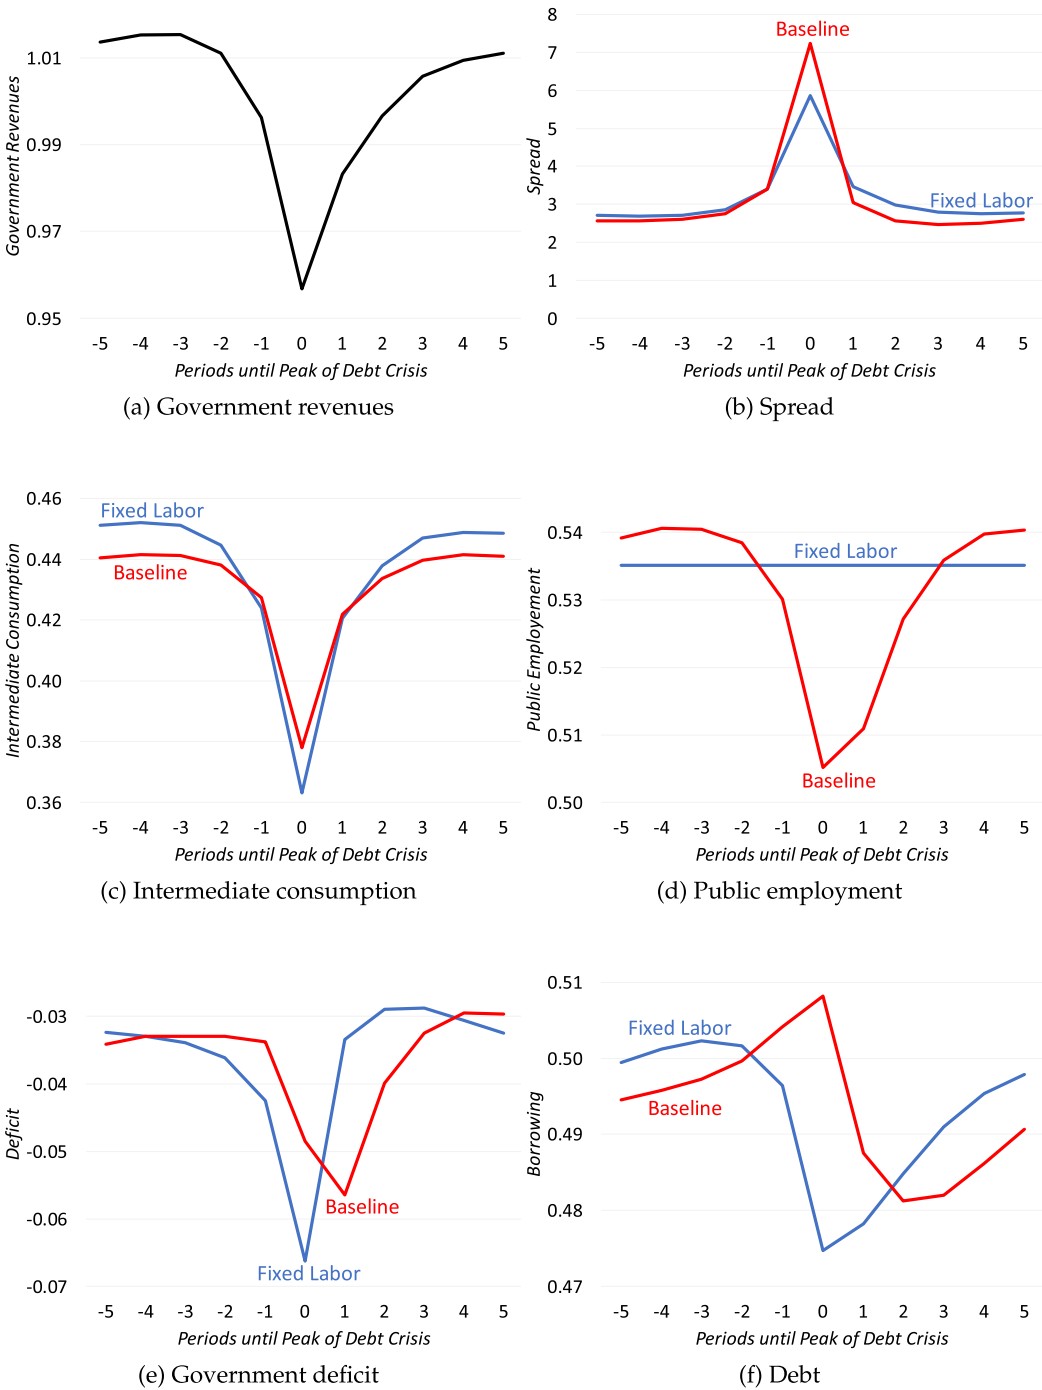 Government Revenues
1.01
0.99
0.97
0.95
-5 -4 -3 -2 -1 0 1 2 3 4 5
Periods until Peak of Debt Crisis
(a) Government revenues
Spread
8
7
6
5
4
3
2
1
0
Baseline
Fixed Labor
-5 -4 -3 -2 -1 0 1 2 3 4 5
Periods until Peak of Debt Crisis
(b) Spread
Intermediate Consumption
0.46
0.44
0.42
0.40
0.38
0.36
Fixed Labor
Baseline
-5 -4 -3 -2 -1 0 1 2 3 4 5
Periods until Peak of Debt Crisis
(c) Intermediate consumption
Public Employement
0.54
0.53
0.52
0.51
0.50
Fixed Labor
Baseline
-5 -4 -3 -2 -1 0 1 2 3 4 5
Periods until Peak of Debt Crisis
(d) Public employment
Deficit
-0.03
-0.04
-0.05
-0.06
-0.07
Baseline
Fixed Labor
-5 -4 -3 -2 -1 0 1 2 3 4 5
Periods until Peak of Debt Crisis
(e) Government deficit
Borrowing
0.51
0.50
0.49
0.48
0.47
Fixed Labor
Baseline
-5 -4 -3 -2 -1 0 1 2 3 4 5
Periods until Peak of Debt Crisis
(f) Debt